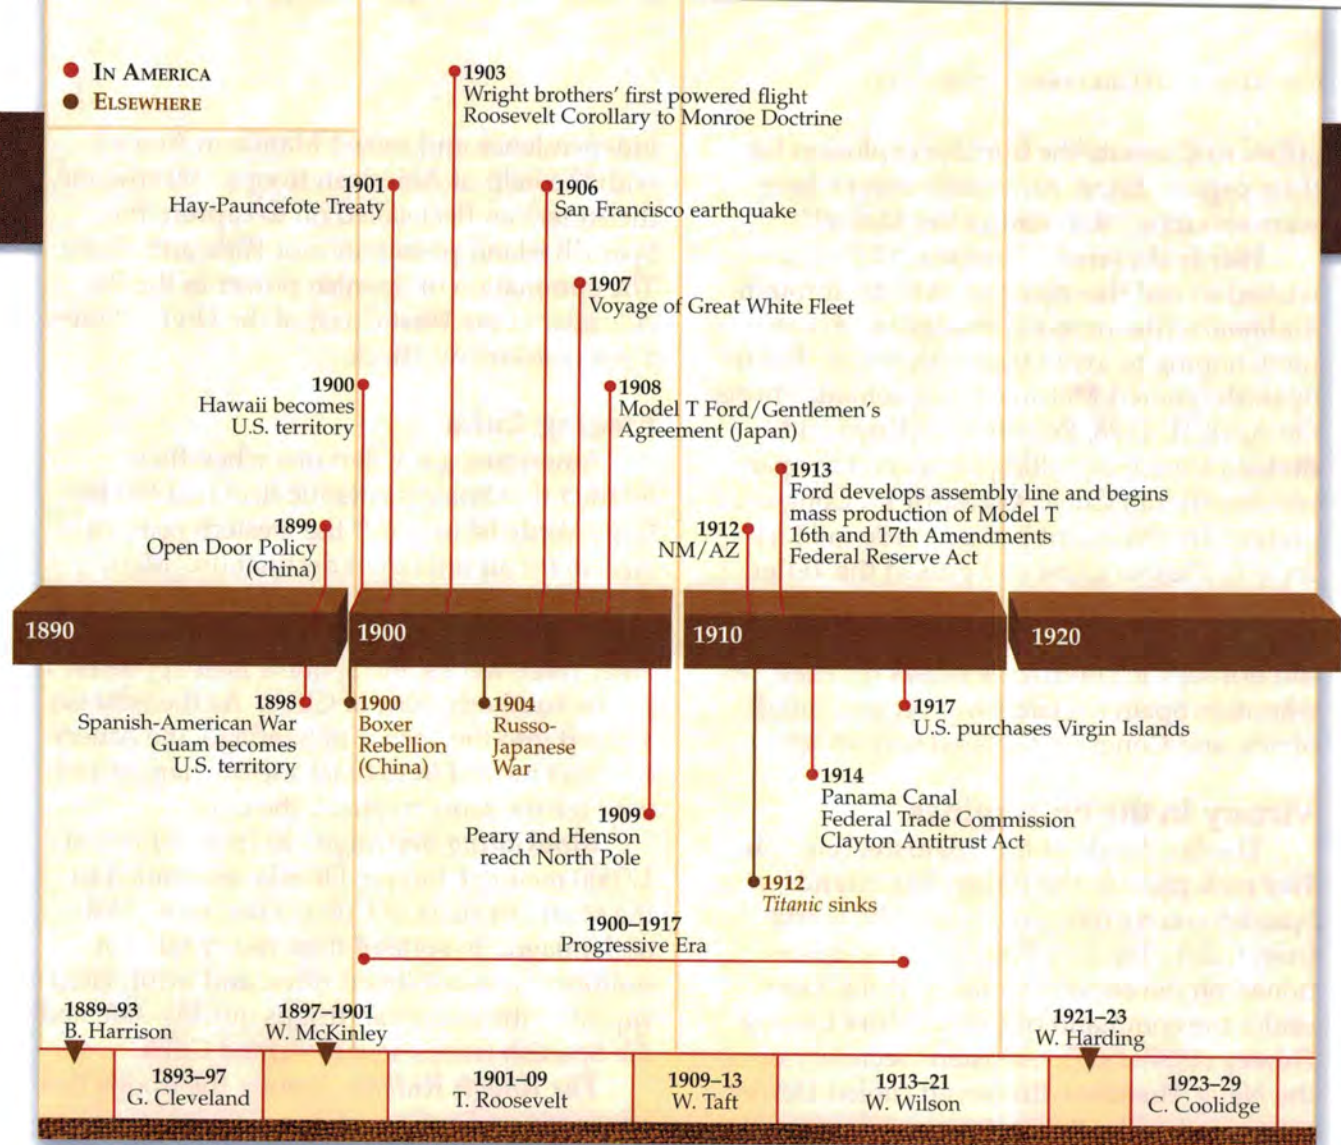 IN AMERICA
ELSEWHERE
1903
Wright brothers' first powered flight
Roosevelt Corollary to Monroe Doctrine
1901
Hay-Pauncefote Treaty
1906
San Francisco earthquake
1907
Voyage of Great White Fleet
1900
Hawaii becomes
U.S. territory
1908
Model T Ford/Gentlemen's
Agreement (Japan)
1913
Ford develops assembly line and begins
mass production of Model T
16th and 17th Amendments
Federal Reserve Act
1899
Open Door Policy
(China)
1912
NM/AZ
1890
1900
1910
1920
1898
Spanish-American War
Guam becomes
U.S. territory
1900
Boxer
Rebellion
(China)
1904
Russo-
Japanese
War
1917
U.S. purchases Virgin Islands
1914
Panama Canal
Federal Trade Commission
Clayton Antitrust Act
1909
Peary and Henson
reach North Pole
1912
Titanic sinks
1900–1917
Progressive Era
1889–93
B. Harrison
1897–1901
W. McKinley
1921–23
W. Harding
1893–97
G. Cleveland
1901–09
T. Roosevelt
1909–13
W. Taft
1913–21
W. Wilson
1923–29
C. Coolidge